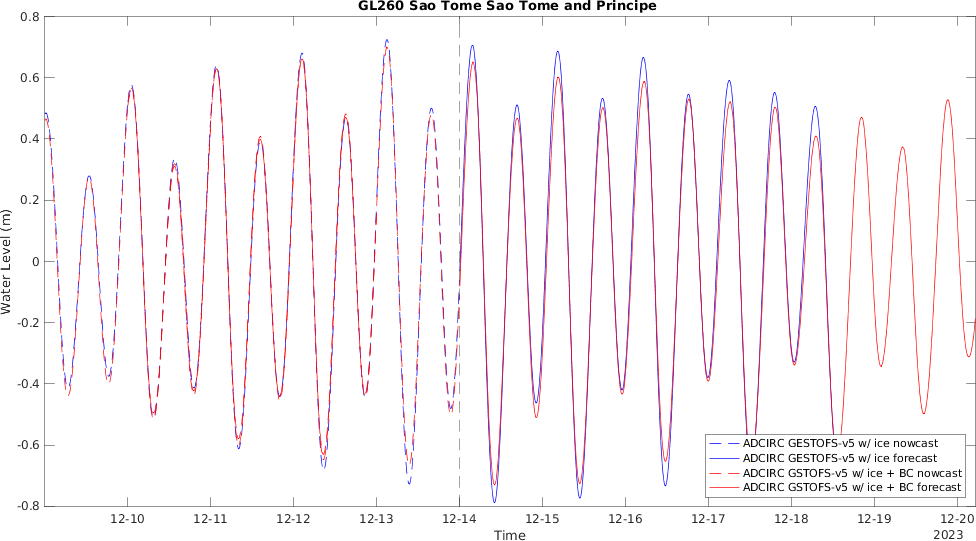 GL260 Sao Tome Sao Tome and Principe
0.8
0.6
0.4
0.2
0
-0.2
-0.4
-0.6
-0.8
Water Level (m)
ADCIRC GESTOFS-v5 w/ ice nowcast
ADCIRC GESTOFS-v5 w/ ice forecast
ADCIRC GSTOFS-v5 w/ ice + BC nowcast
ADCIRC GSTOFS-v5 w/ ice + BC forecast
12-10 12-11 12-12 12-13 12-14 12-15 12-16 12-17 12-18 12-19 12-20
Time
2023